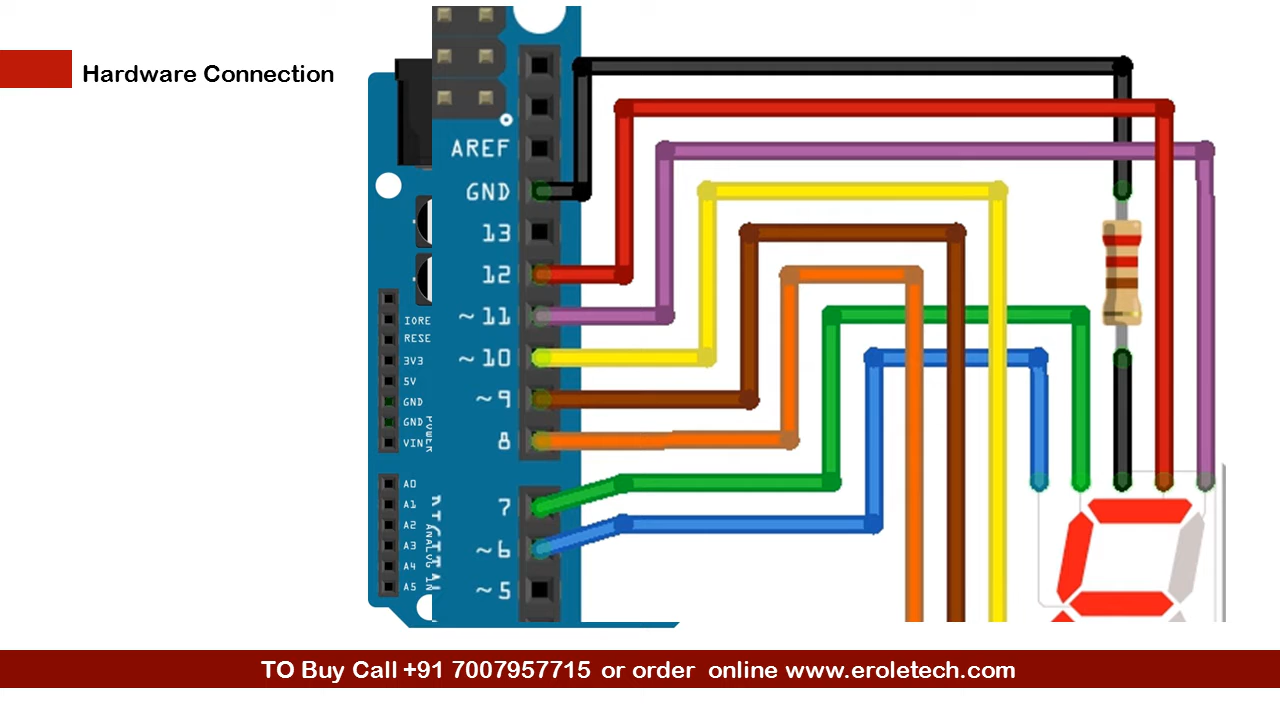 Hardware Connection
AREF
GND
13
12
~11
~10
~9
8
7
~6
~5
IORE
RESE
3V3
5V
GND
GND
VIN
POWER
A0
A1
A2
A3
A4
A5
ANALOG IN
TO Buy Call +91 7007957715 or order online www.eroletech.com